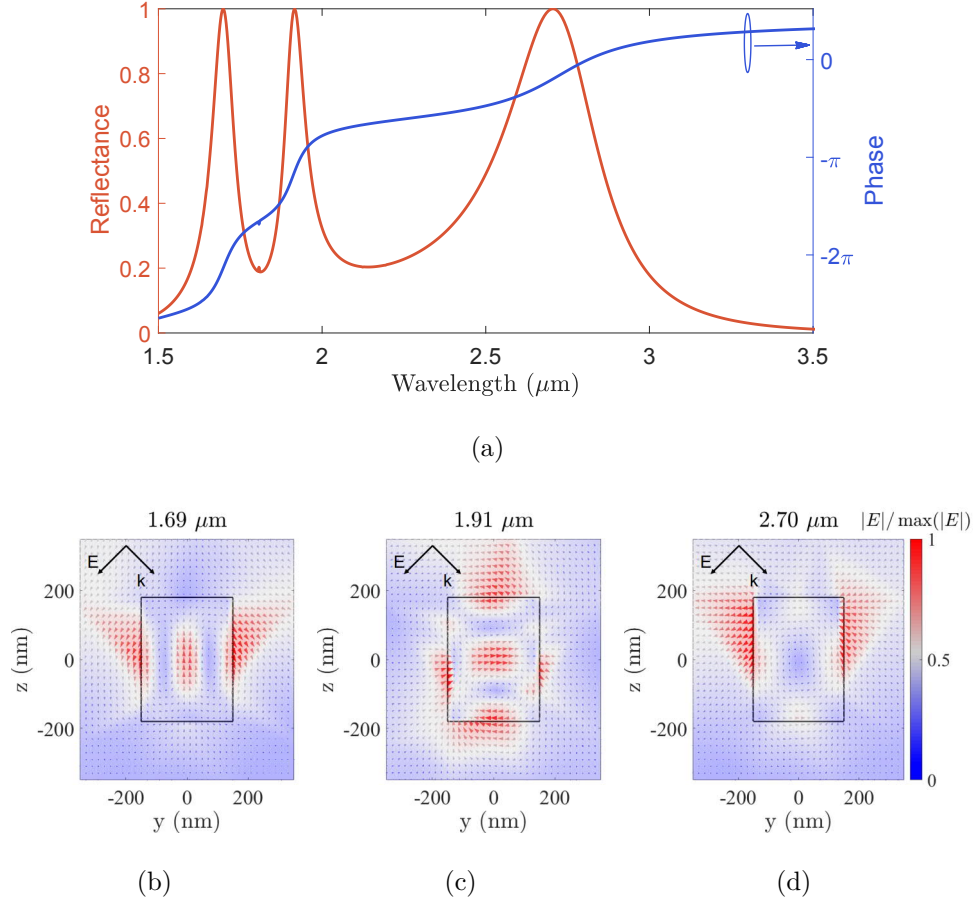 1
0.8
0.6
0.4
0.2
0
Reflectance
1.5
2
2.5
3
3.5
Wavelength (μm)
0
-π
-2π
Phase
(a)
1.69 μm
1.91 μm
2.70 μm
|E|/ max(|E|)
E
k
E
k
E
k
200
0
-200
z (nm)
200
0
-200
z (nm)
200
0
-200
z (nm)
1
0.5
0
-200
0
200
y (nm)
-200
0
200
y (nm)
-200
0
200
y (nm)
(b)
(c)
(d)